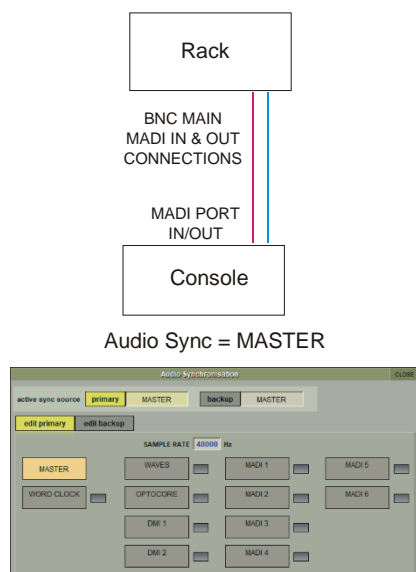 Rack
BNC MAIN
MADI IN & OUT
CONNECTIONS
MADI PORT
IN/OUT
Console
Audio Sync = MASTER
Audio Synchronisation CLOSE
active sync source primary MASTER backup MASTER
edit primary edit backup
SAMPLE RATE 48000 Hz
MASTER WAVES MADI 1 MADI 5
WORD CLOCK OPTOCORE MADI 2 MADI 6
DMI 1 MADI 3
DMI 2 MADI 4